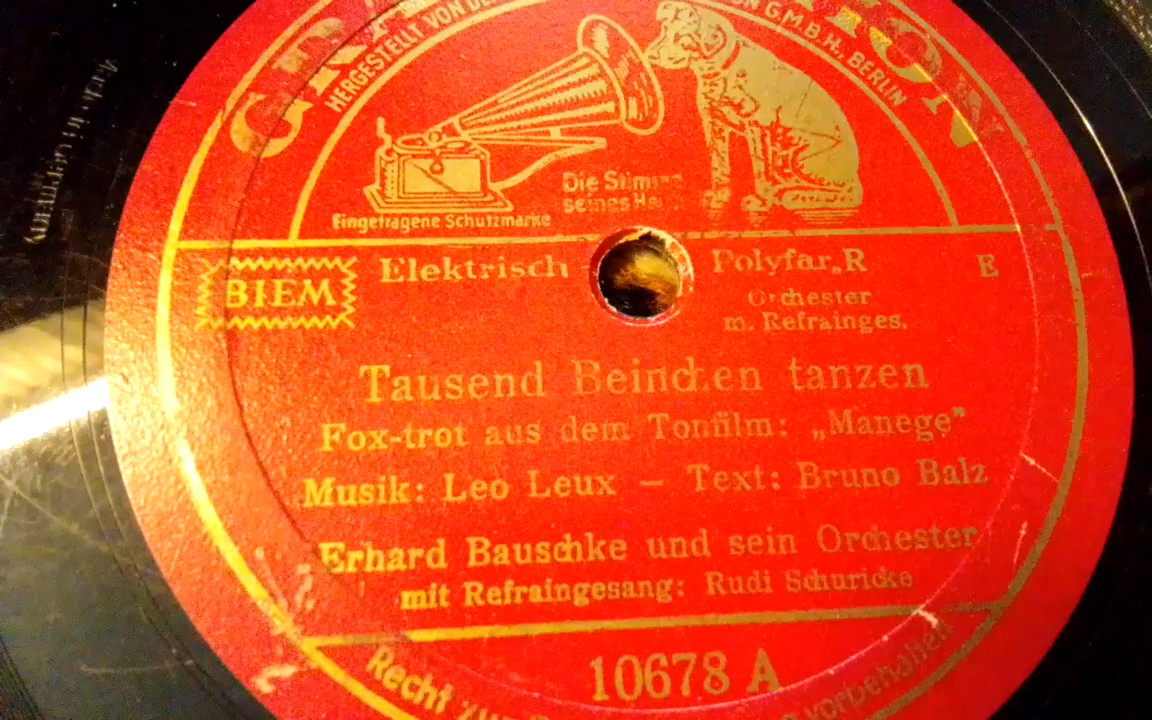 HERGESTELLT VON DE
G.M.B.H., BERLIN
Die Stimme
seines He
Eingetragene Schutzmarke
BIEM
Elektrisch
Polyfar„R
E
Orchester
m. Refrainges.
Tausend Beinchen tanzen
Fox-trot aus dem Tonfilm: „Manege“
Musik: Leo Leux — Text: Bruno Balz
Erhard Bauschke und sein Orchester
mit Refraingesang: Rudi Schuricke
10678 A
Recht zur
vorbehalten